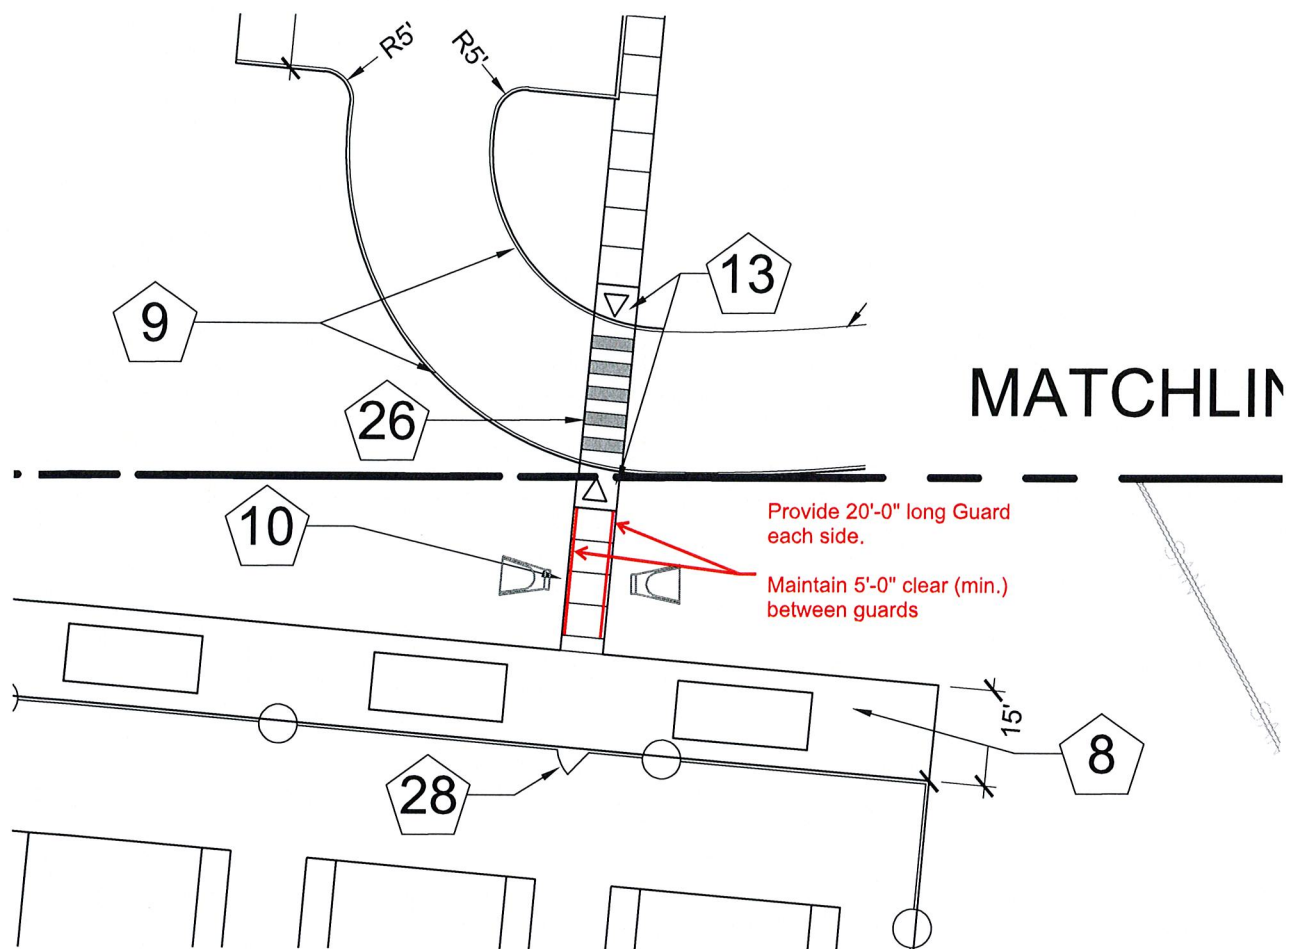 R5'
R5'
13
9
MATCHLIN
26
10
Provide 20'-0" long Guard
each side.
Maintain 5'-0" clear (min.)
between guards
15'
8
28